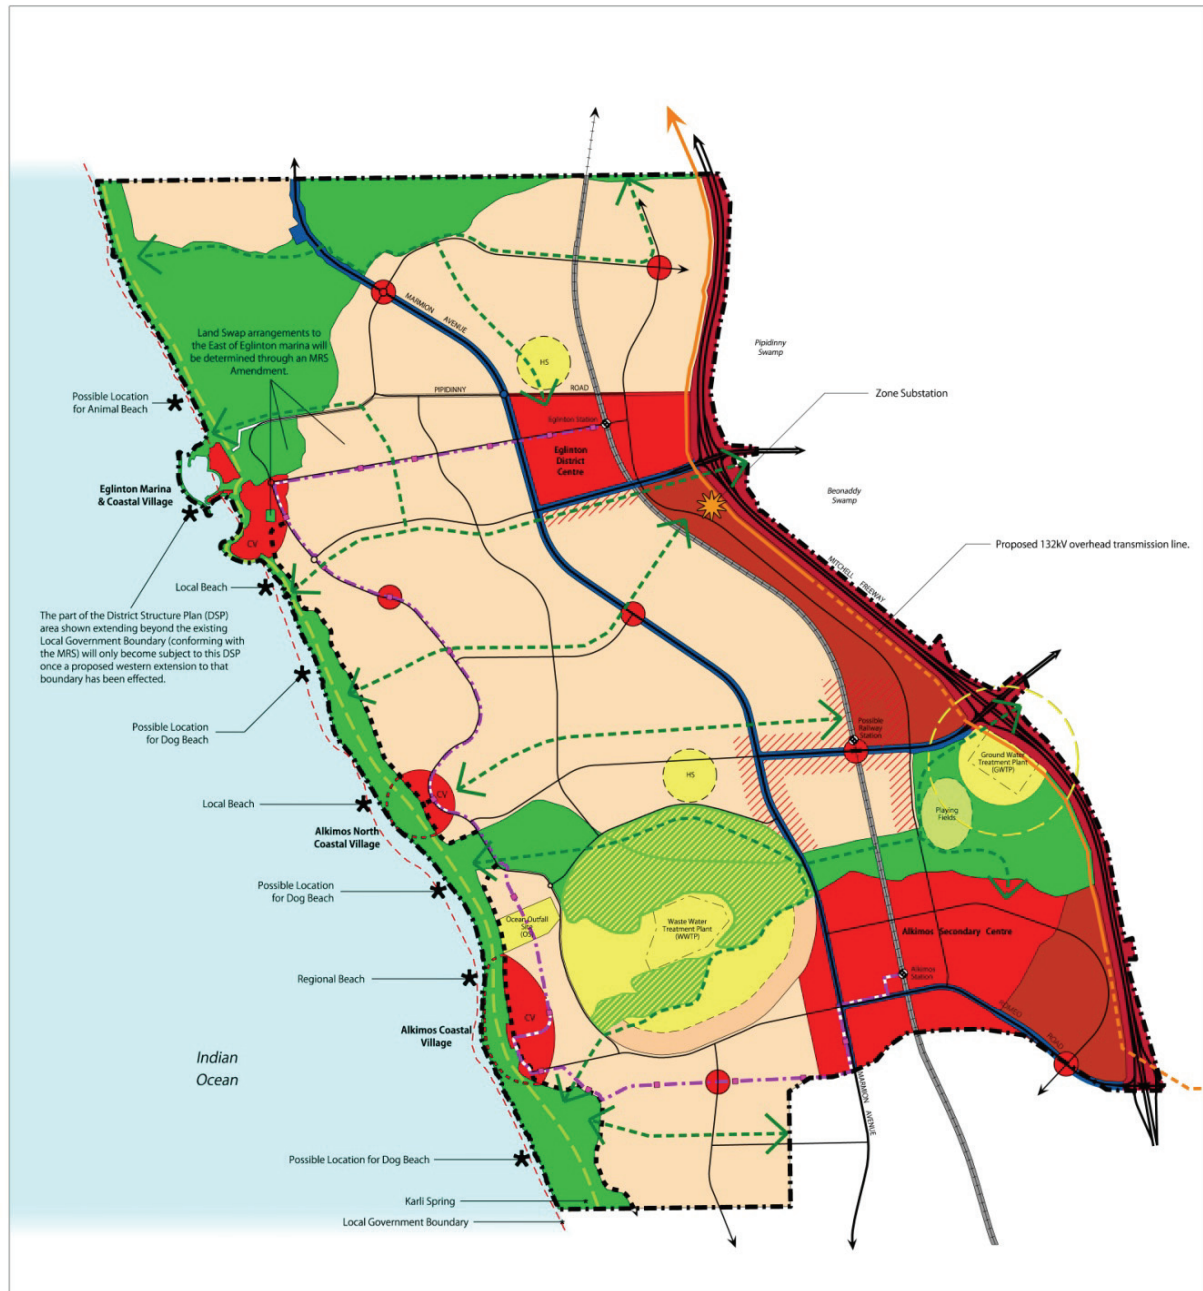 MARMION AVENUE
Land Swap arrangements to
the East of Eglinton marina will
be determined through an MRS
Amendment.
HS
Pipidinny
Swamp
PIPIDINNY ROAD
Possible Location
for Animal Beach
Zone Substation
Eglinton Station
Eglinton
District
Centre
Eglinton Marina
& Coastal Village
Beonaddy
Swamp
CV
Proposed 132kV overhead transmission line.
MITCHELL FREEWAY
Local Beach
The part of the District Structure Plan (DSP)
area shown extending beyond the existing
Local Government Boundary (conforming with
the MRS) will only become subject to this DSP
once a proposed western extension to that
boundary has been effected.
Possible Location
for Dog Beach
Possible
Railway
Station
Ground Water
Treatment Plant
(GWTP)
HS
CV
Local Beach
Playing
Fields
Alkimos North
Coastal Village
Possible Location
for Dog Beach
Ocean Outfall
Site
(OS)
Waste Water
Treatment Plant
(WWTP)
Alkimos Secondary Centre
Regional Beach
Alkimos
Station
CV
Alkimos Coastal
Village
ROMEO ROAD
Indian
Ocean
MARMION AVENUE
Possible Location for Dog Beach
Karli Spring
Local Government Boundary